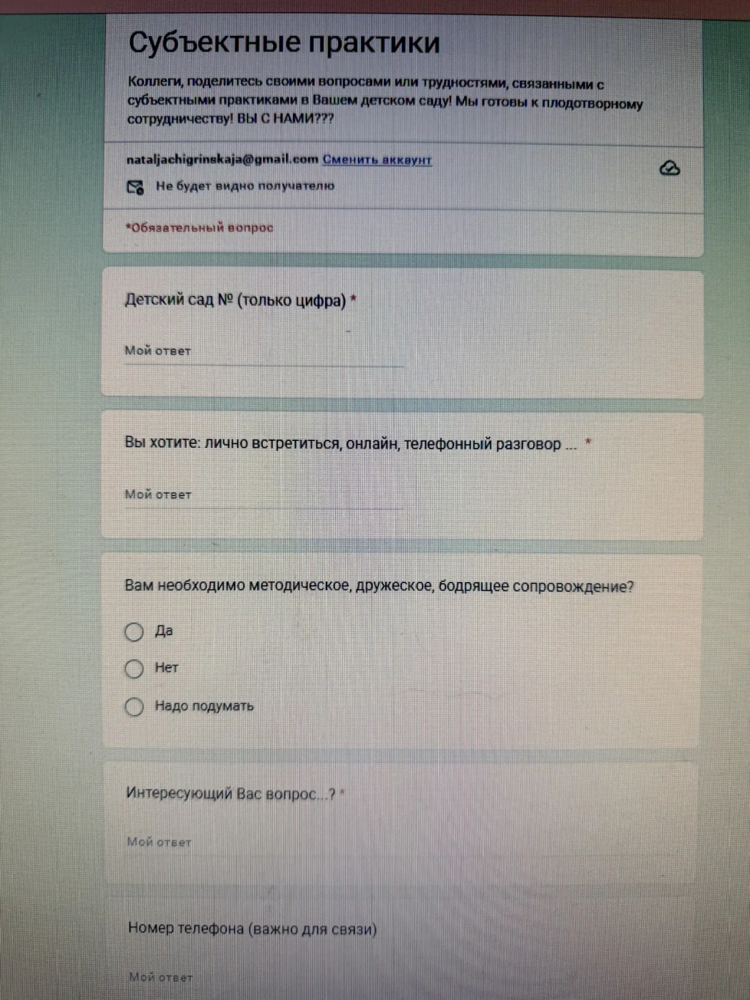 Субъектные практики
Коллеги, поделитесь своими вопросами или трудностями, связанными с
субъектными практиками в Вашем детском саду! Мы готовы к плодотворному
сотрудничеству! ВЫ С НАМИ???
nataljachigrinskaja@gmail.com Сменить аккаунт
Не будет видно получателю
*Обязательный вопрос
Детский сад № (только цифра) *
Мой ответ
Вы хотите: лично встретиться, онлайн, телефонный разговор ... *
Мой ответ
Вам необходимо методическое, дружеское, бодрящее сопровождение?
Да
Нет
Надо подумать
Интересующий Вас вопрос...? *
Мой ответ
Номер телефона (важно для связи)
Мой ответ